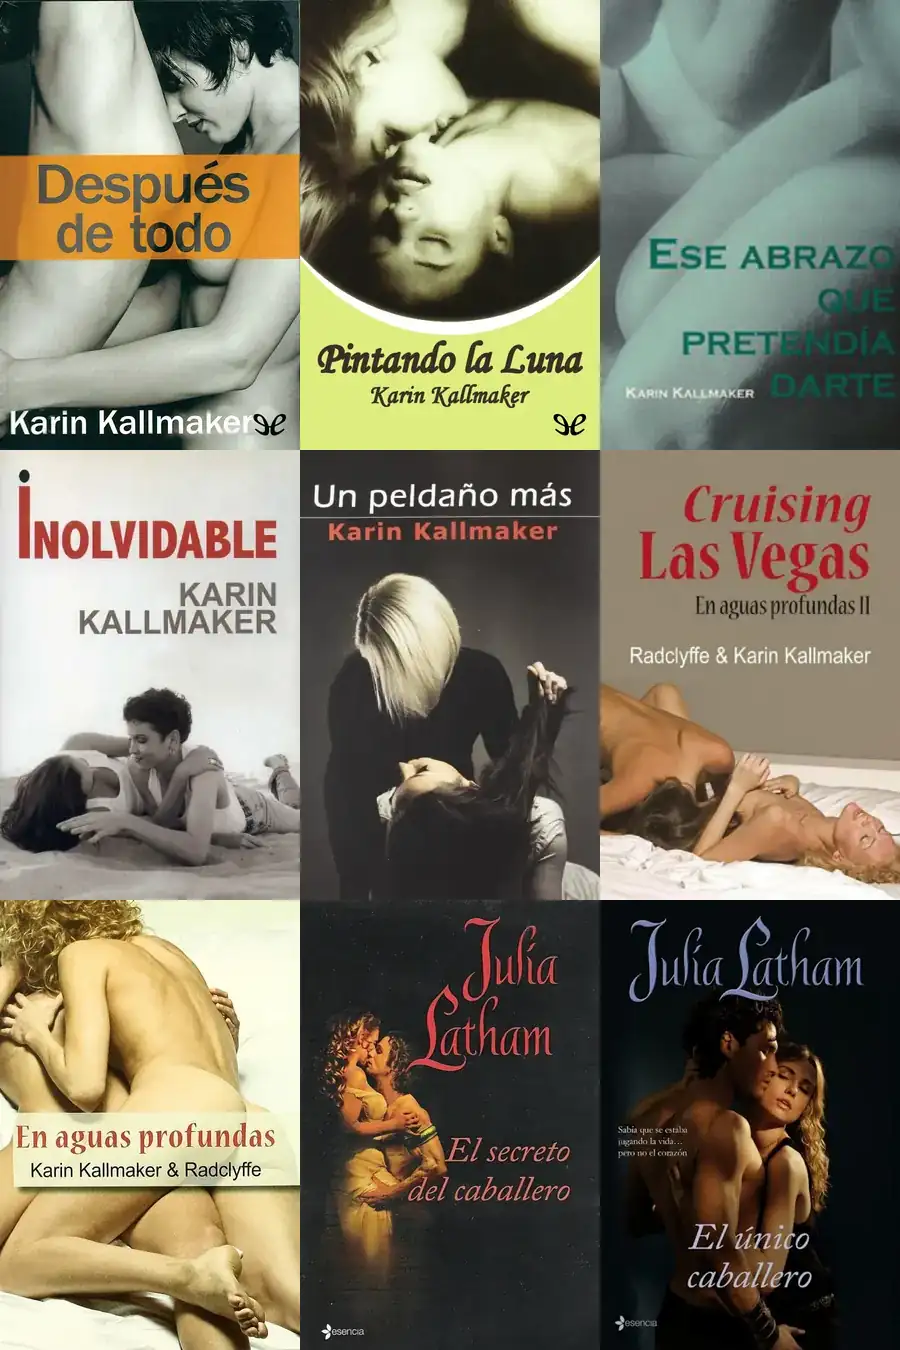 Después
de todo
Karin Kallmaker
Pintando la Luna
Karin Kallmaker
ESE ABRAZO
QUE
PRETENDÍA
DARTE
KARIN KALLMAKER
INOLVIDABLE
KARIN
KALLMAKER
Un peldaño más
Karin Kallmaker
Cruising
Las Vegas
En aguas profundas II
Radclyffe & Karin Kallmaker
En aguas profundas
Karin Kallmaker & Radclyffe
Julia
Latham
El secreto
del caballero
esencia
Julia Latham
Sabía que se estaba
jugando la vida...
pero no el corazón
El único
caballero
esencia